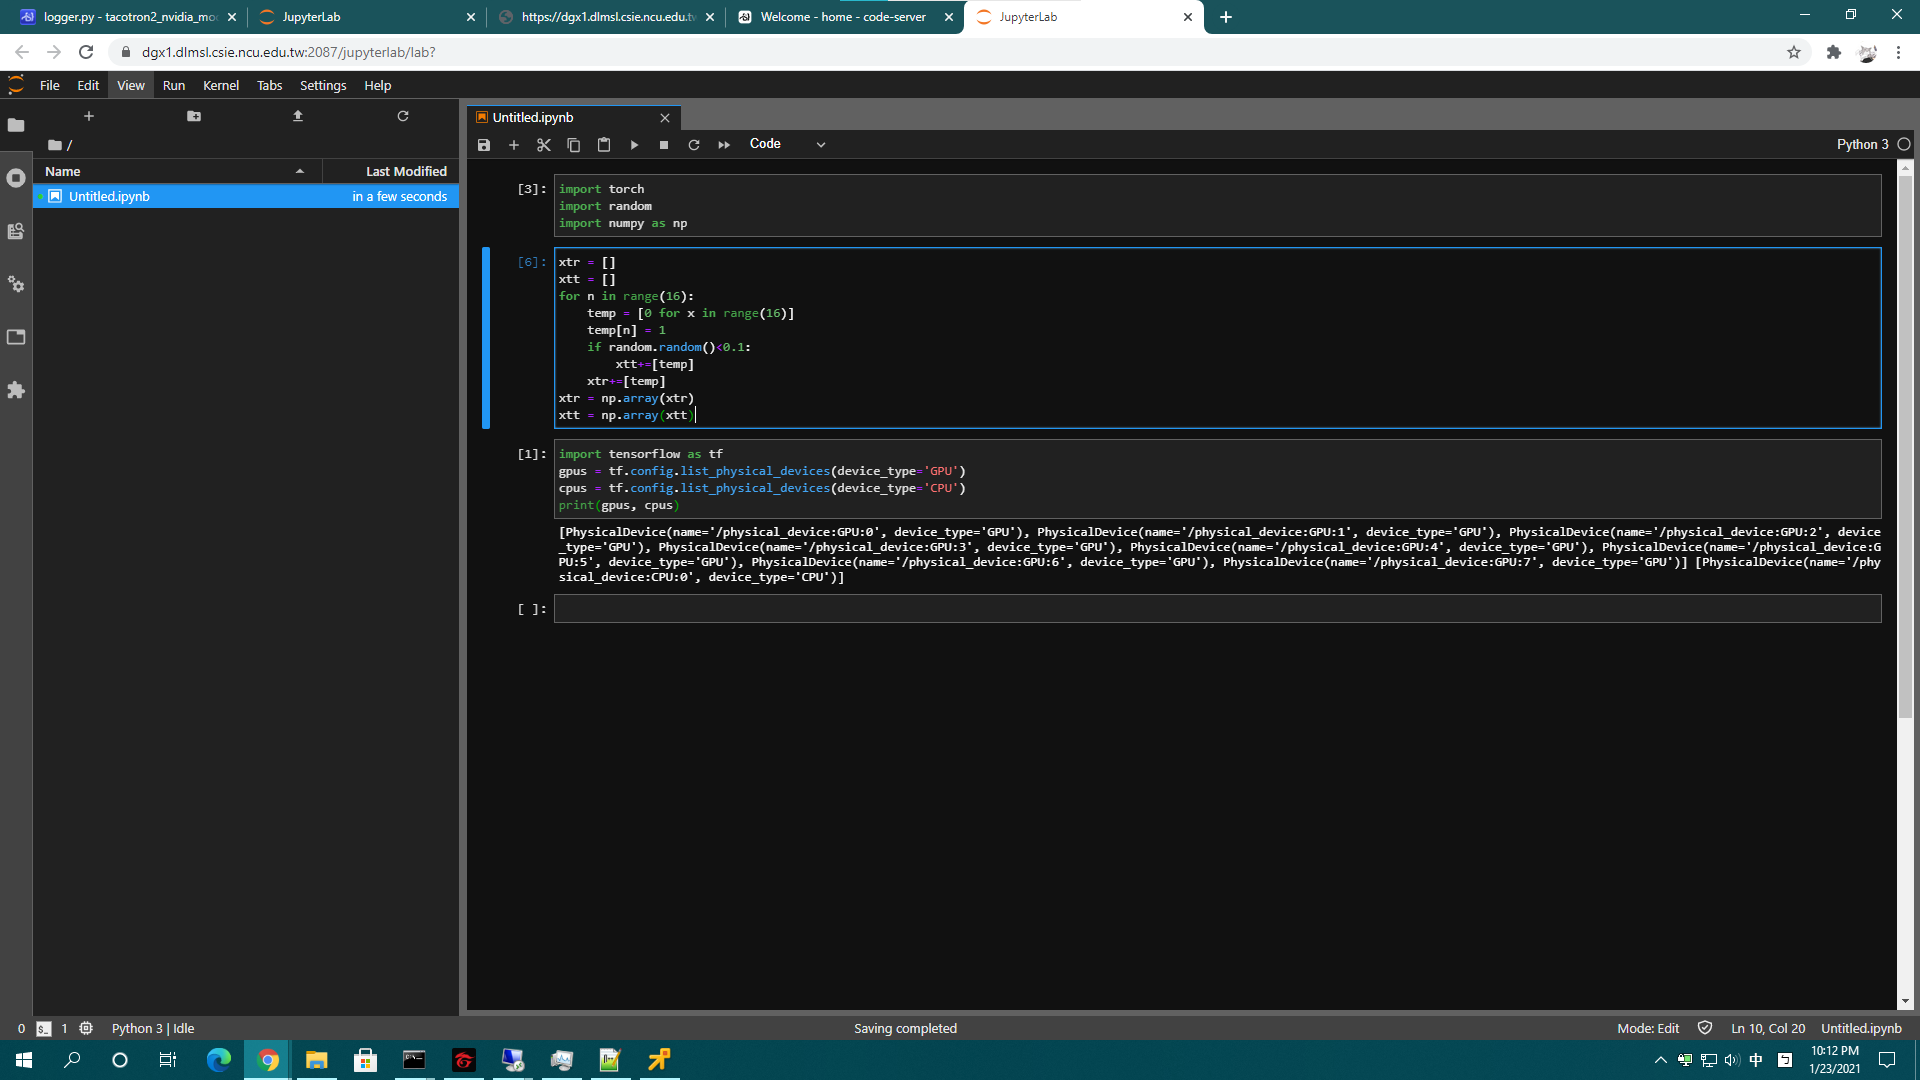 logger.py - tacotron2_nvidia_mo
JupyterLab
https://dgx1.dlmsl.csie.ncu.edu.tw
Welcome - home - code-server
JupyterLab
dgx1.dlmsl.csie.ncu.edu.tw:2087/jupyterlab/lab?
File Edit View Run Kernel Tabs Settings Help
/
Name Last Modified
Untitled.ipynb in a few seconds
Untitled.ipynb
Code
Python 3
[3]:
import torch
import random
import numpy as np
[6]:
xtr = []
xtt = []
for n in range(16):
    temp = [0 for x in range(16)]
    temp[n] = 1
    if random.random()<0.1:
        xtt+=[temp]
    xtr+=[temp]
xtr = np.array(xtr)
xtt = np.array(xtt)
[1]:
import tensorflow as tf
gpus = tf.config.list_physical_devices(device_type='GPU')
cpus = tf.config.list_physical_devices(device_type='CPU')
print(gpus, cpus)
[PhysicalDevice(name='/physical_device:GPU:0', device_type='GPU'), PhysicalDevice(name='/physical_device:GPU:1', device_type='GPU'), PhysicalDevice(name='/physical_device:GPU:2', device
_type='GPU'), PhysicalDevice(name='/physical_device:GPU:3', device_type='GPU'), PhysicalDevice(name='/physical_device:GPU:4', device_type='GPU'), PhysicalDevice(name='/physical_device:G
PU:5', device_type='GPU'), PhysicalDevice(name='/physical_device:GPU:6', device_type='GPU'), PhysicalDevice(name='/physical_device:GPU:7', device_type='GPU')] [PhysicalDevice(name='/phy
sical_device:CPU:0', device_type='CPU')]
[ ]:
0 $_ 1 Python 3 | Idle
Saving completed
Mode: Edit Ln 10, Col 20 Untitled.ipynb
中 ㄅ
10:12 PM
1/23/2021